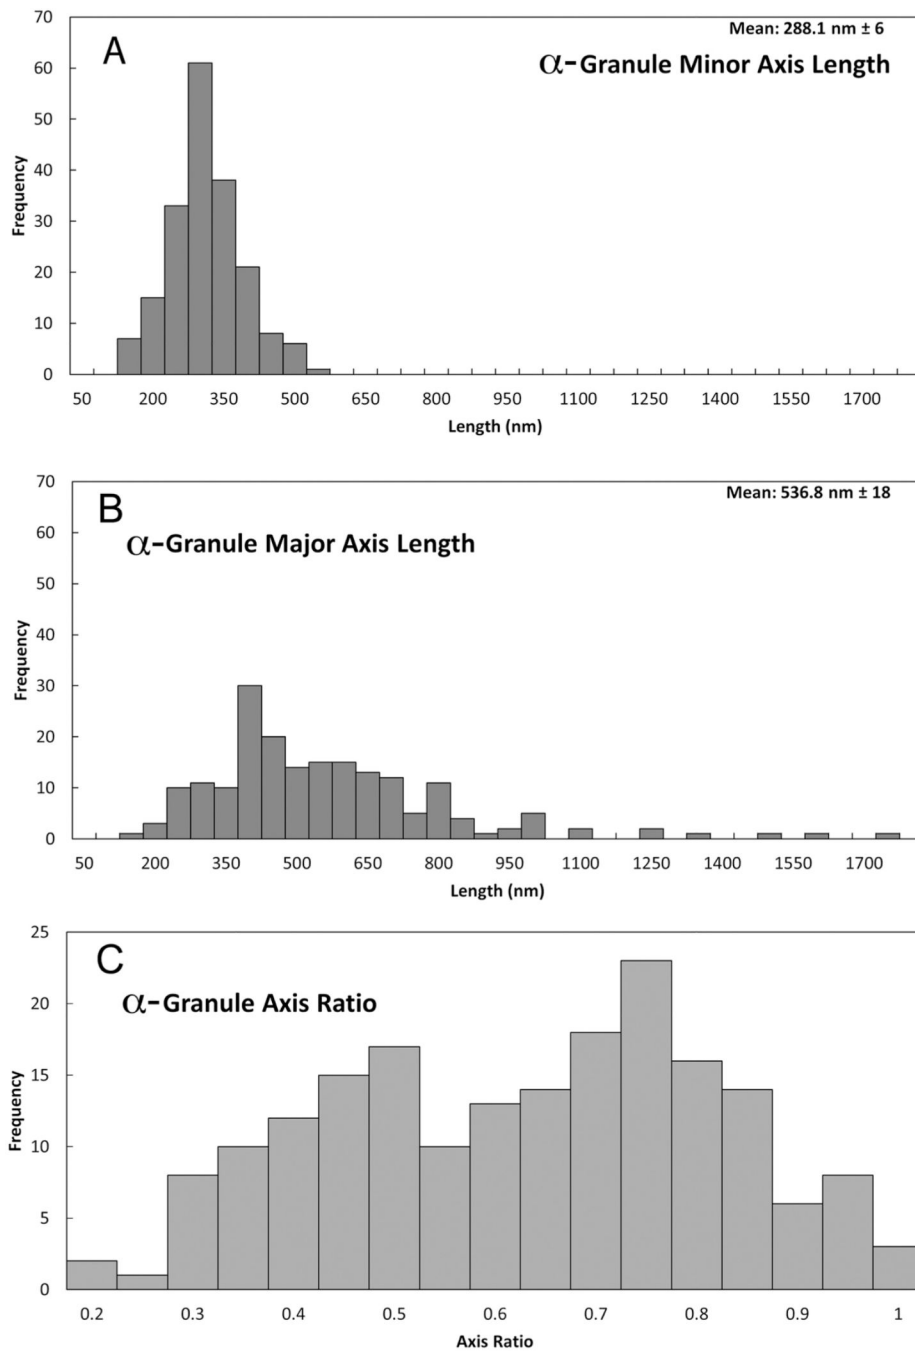 A
Mean: 288.1 nm ± 6
α-Granule Minor Axis Length
70
60
50
40
30
20
10
0
Frequency
50 200 350 500 650 800 950 1100 1250 1400 1550 1700
Length (nm)
B
Mean: 536.8 nm ± 18
α-Granule Major Axis Length
70
60
50
40
30
20
10
0
Frequency
50 200 350 500 650 800 950 1100 1250 1400 1550 1700
Length (nm)
C
α-Granule Axis Ratio
25
20
15
10
5
0
Frequency
0.2 0.3 0.4 0.5 0.6 0.7 0.8 0.9 1
Axis Ratio